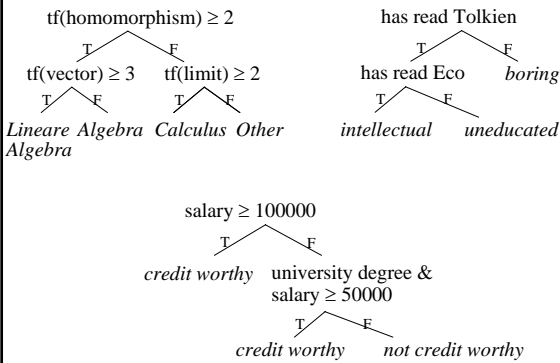 tf(homomorphism) ≥ 2
T F
tf(vector) ≥ 3 tf(limit) ≥ 2
T F T F
Lineare Algebra Calculus Other
Algebra
has read Tolkien
T F
has read Eco boring
T F
intellectual uneducated
salary ≥ 100000
T F
credit worthy university degree &
salary ≥ 50000
T F
credit worthy not credit worthy